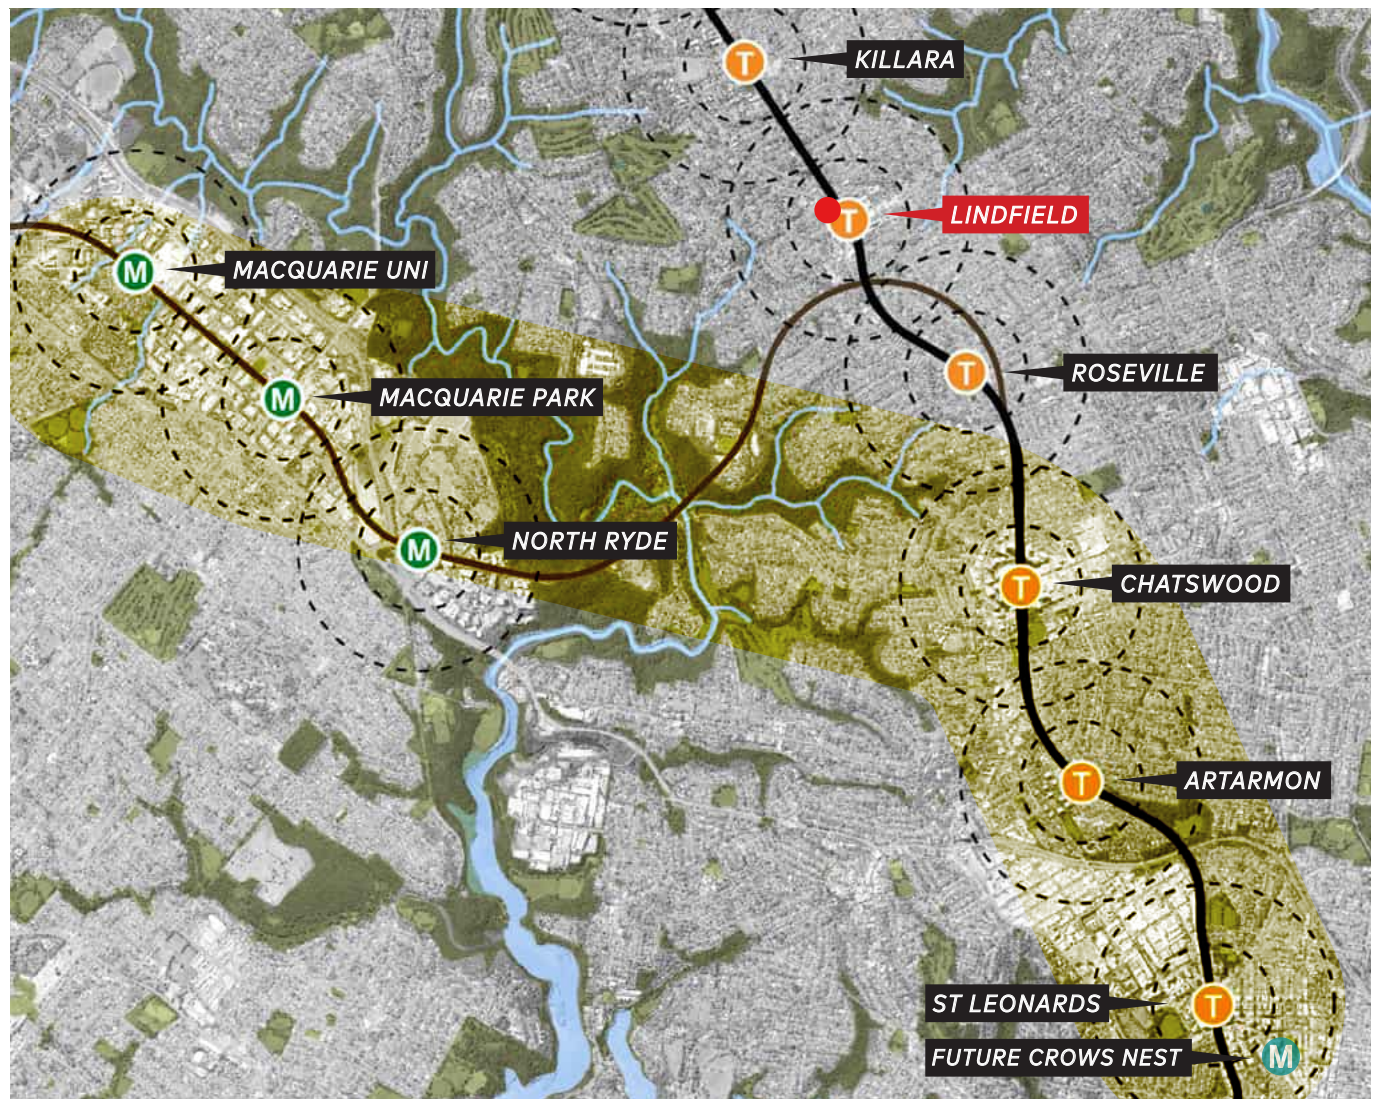 T
KILLARA
T
LINDFIELD
M
MACQUARIE UNI
T
ROSEVILLE
M
MACQUARIE PARK
M
NORTH RYDE
T
CHATSWOOD
T
ARTARMON
ST LEONARDS
T
FUTURE CROWS NEST
M